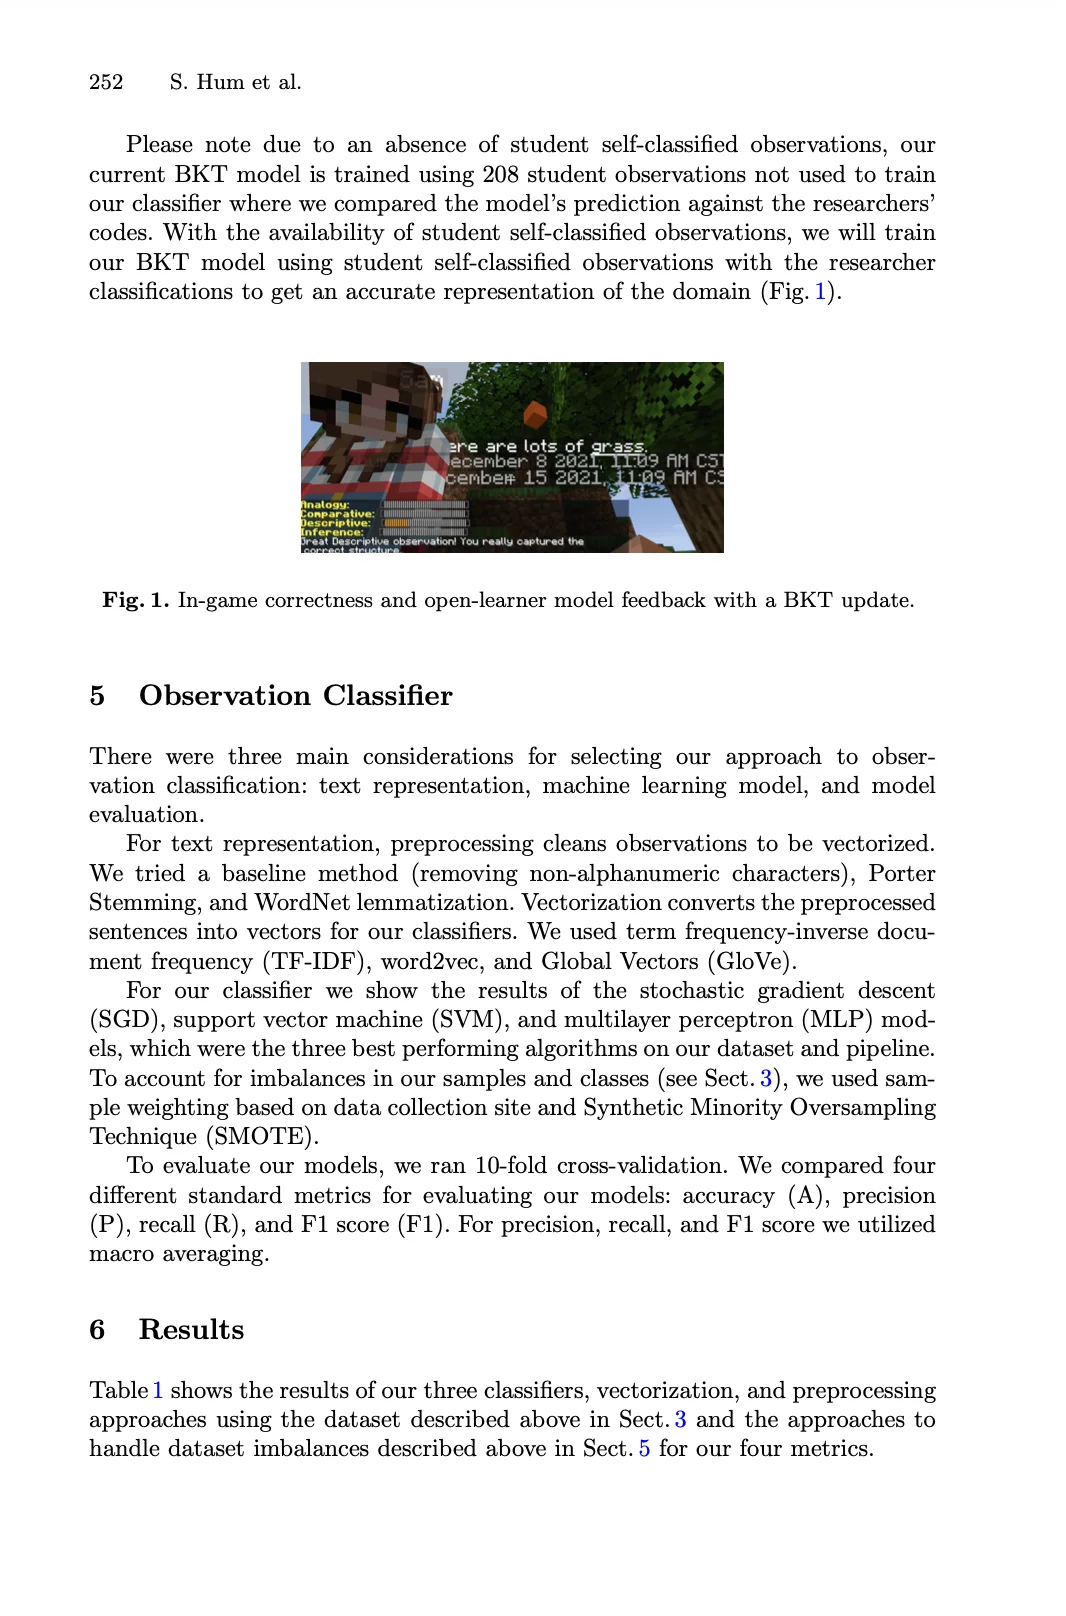 252 S. Hum et al.
Please note due to an absence of student self-classified observations, our
current BKT model is trained using 208 student observations not used to train
our classifier where we compared the model's prediction against the researchers'
codes. With the availability of student self-classified observations, we will train
our BKT model using student self-classified observations with the researcher
classifications to get an accurate representation of the domain (Fig. 1).
Sam
ere are lots of grass.
ecember 8 2021, 11:09 AM CST
cember 15 2021, 11:09 AM CS
Analogy:
Comparative:
Descriptive:
Inference:
Great Descriptive observation! You really captured the
correct structure
Fig. 1. In-game correctness and open-learner model feedback with a BKT update.
5 Observation Classifier
There were three main considerations for selecting our approach to obser-
vation classification: text representation, machine learning model, and model
evaluation.
For text representation, preprocessing cleans observations to be vectorized.
We tried a baseline method (removing non-alphanumeric characters), Porter
Stemming, and WordNet lemmatization. Vectorization converts the preprocessed
sentences into vectors for our classifiers. We used term frequency-inverse docu-
ment frequency (TF-IDF), word2vec, and Global Vectors (GloVe).
For our classifier we show the results of the stochastic gradient descent
(SGD), support vector machine (SVM), and multilayer perceptron (MLP) mod-
els, which were the three best performing algorithms on our dataset and pipeline.
To account for imbalances in our samples and classes (see Sect. 3), we used sam-
ple weighting based on data collection site and Synthetic Minority Oversampling
Technique (SMOTE).
To evaluate our models, we ran 10-fold cross-validation. We compared four
different standard metrics for evaluating our models: accuracy (A), precision
(P), recall (R), and F1 score (F1). For precision, recall, and F1 score we utilized
macro averaging.
6 Results
Table 1 shows the results of our three classifiers, vectorization, and preprocessing
approaches using the dataset described above in Sect. 3 and the approaches to
handle dataset imbalances described above in Sect. 5 for our four metrics.